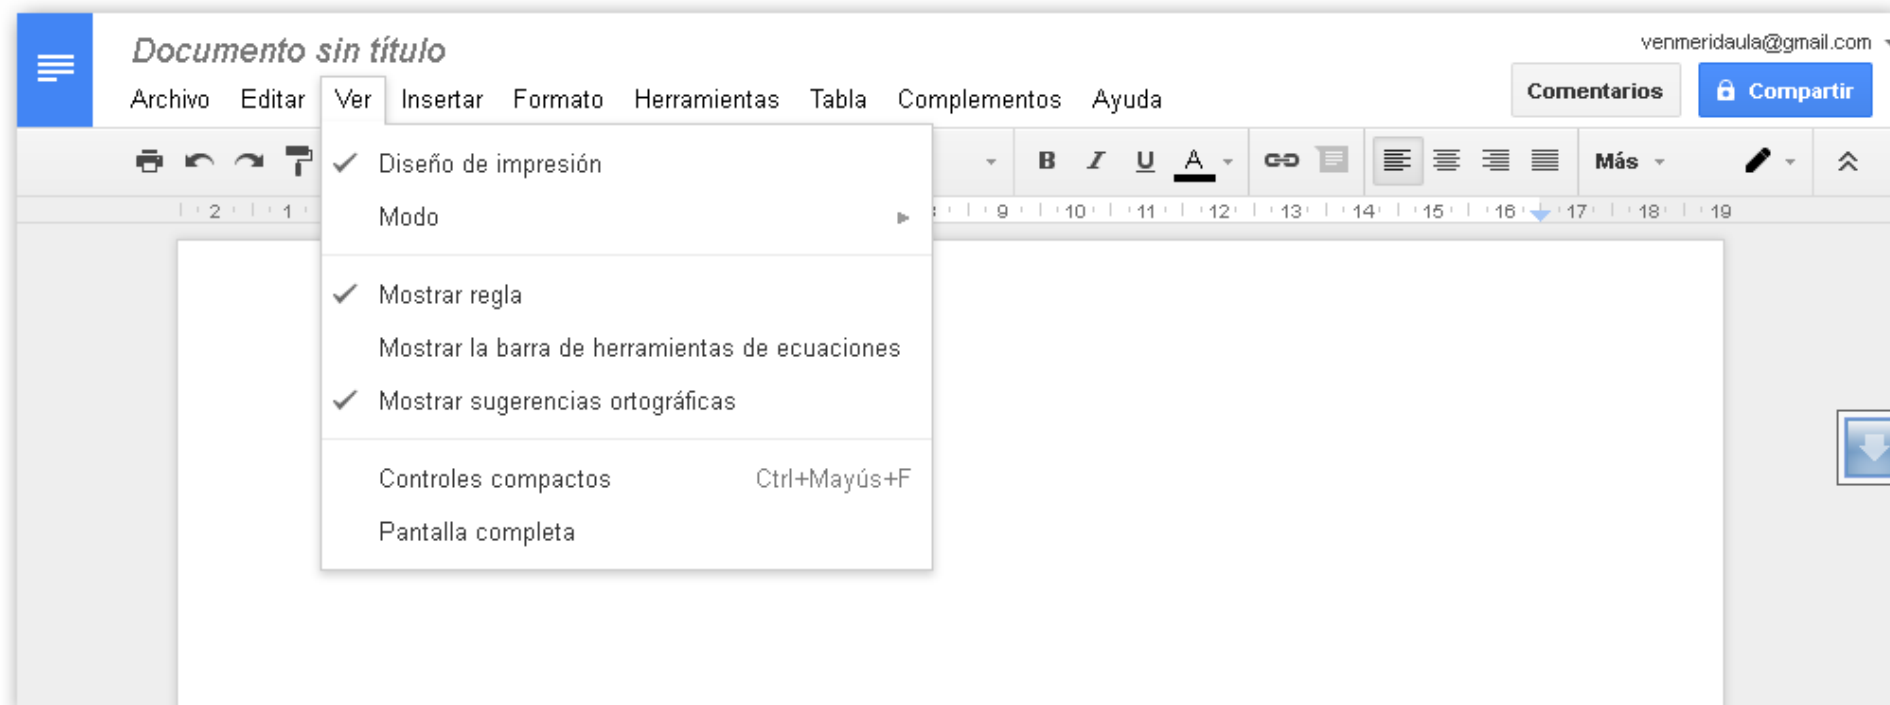 Documento sin título
venmeridaula@gmail.com
Archivo Editar Ver Insertar Formato Herramientas Tabla Complementos Ayuda
Comentarios
Compartir
B I U A
Más
2 1 9 10 11 12 13 14 15 16 17 18 19
Diseño de impresión
Modo
Mostrar regla
Mostrar la barra de herramientas de ecuaciones
Mostrar sugerencias ortográficas
Controles compactos Ctrl+Mayús+F
Pantalla completa